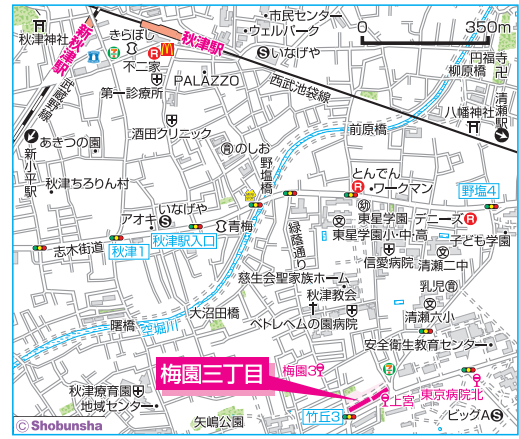 市民センター
ウェルパーク
0 350m
秋津神社
きらぼし
秋津駅
いなげや
円福寺
新秋津駅
不二家
PALAZZO
西武池袋線
柳原橋
清瀬駅
武蔵野線
第一診療所
八幡神社
酒田クリニック
前原橋
あきつの園
のしお
野塩橋
とんでん
ワークマン
新小平駅
秋津ちろりん村
野塩4
いなげや
アオキ
青梅
東星学園
デニーズ
東星学園小・中・高
子ども学園
志木街道
秋津1
秋津駅入口
緑蔭通り
信愛病院
清瀬二中
慈生会聖家族ホーム
乳児
秋津教会
清瀬六小
曙橋
空堀川
大沼田橋
ベトレヘムの園病院
安全衛生教育センター
梅園三丁目
梅園3
秋津療育園
地域センター
矢嶋公園
竹丘3
上宮
東京病院北
ビッグA
© Shobunsha